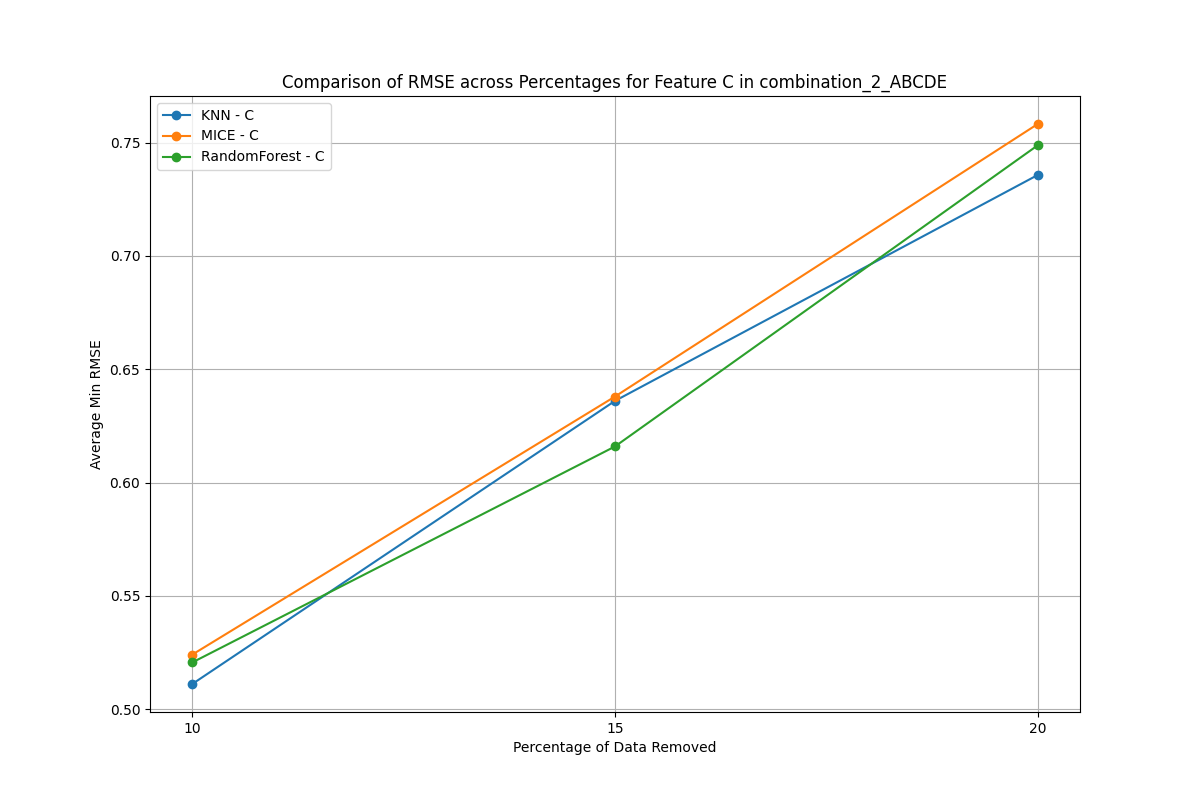 Comparison of RMSE across Percentages for Feature C in combination_2_ABCDE
KNN - C
MICE - C
RandomForest - C
0.75
0.70
0.65
0.60
0.55
0.50
Average Min RMSE
10
15
20
Percentage of Data Removed